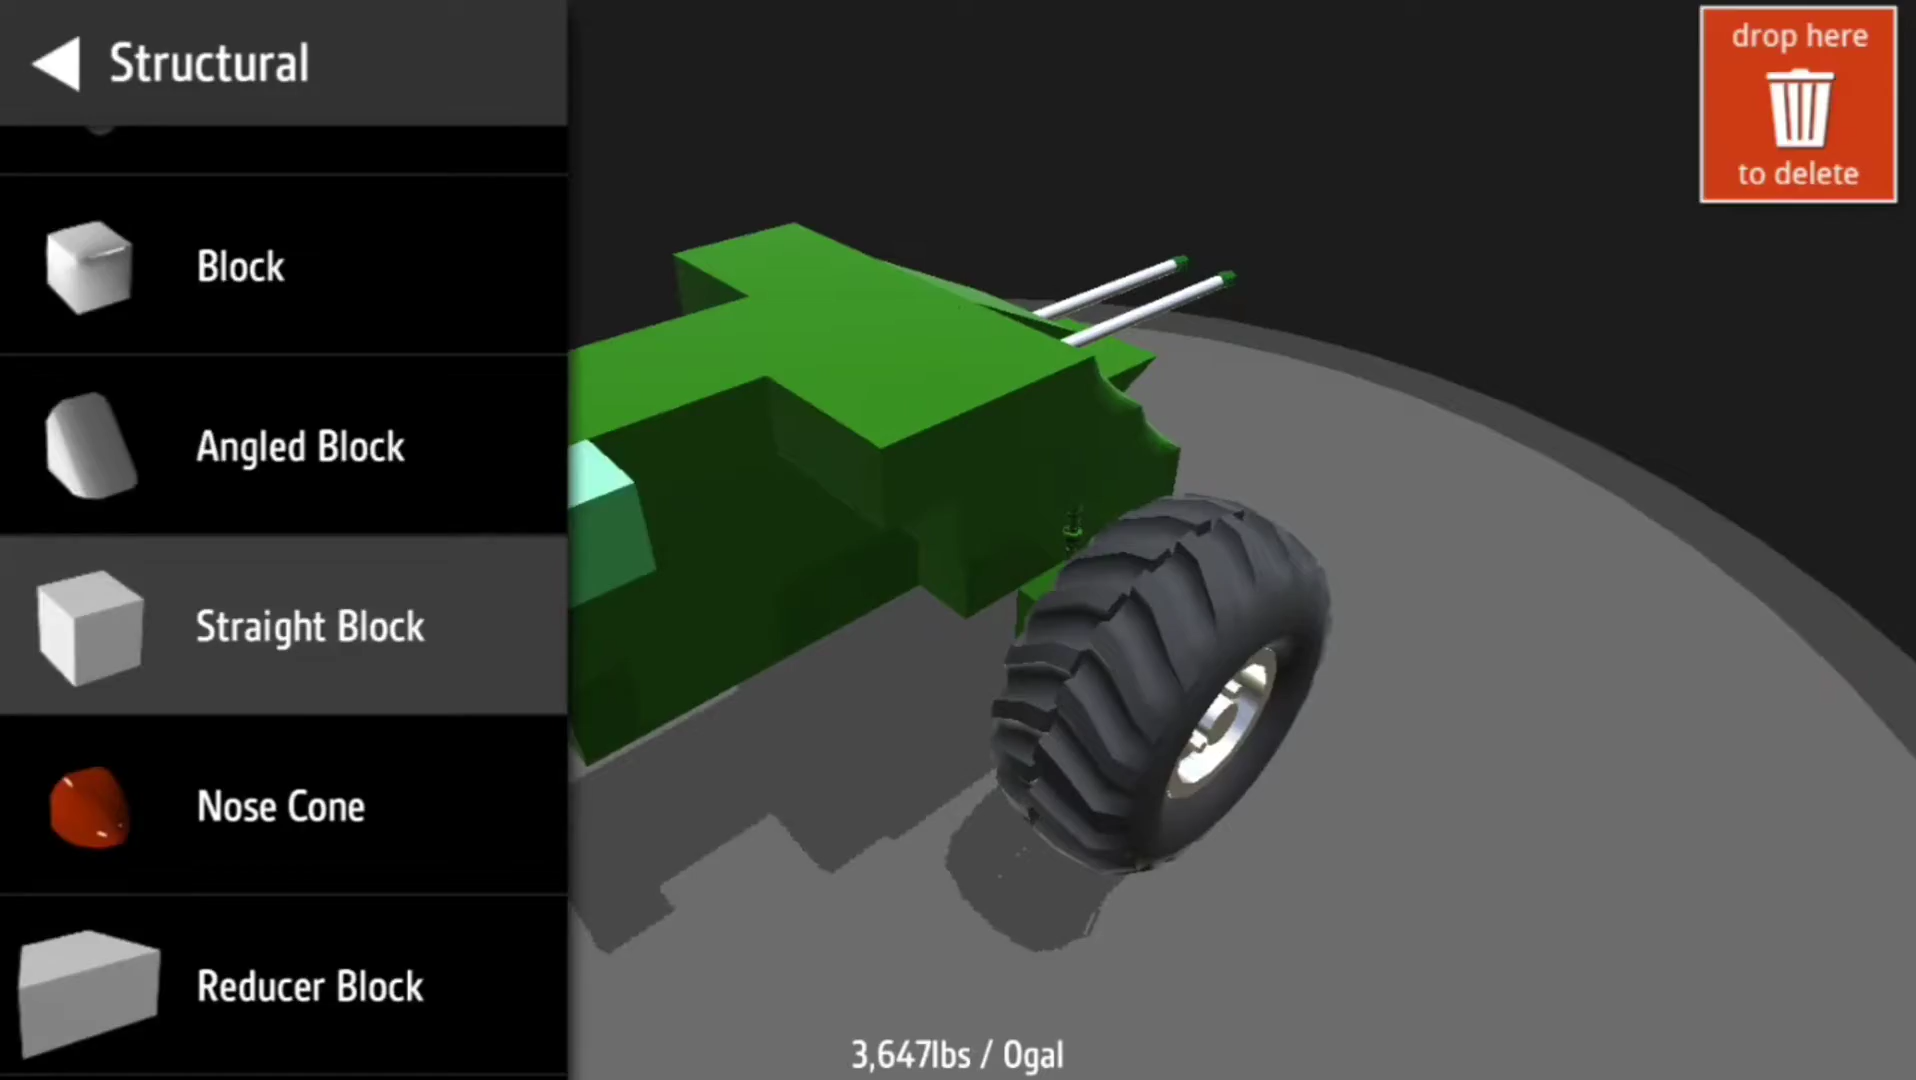 Structural
Block
Angled Block
Straight Block
Nose Cone
Reducer Block
drop here
to delete
3,647lbs / 0gal